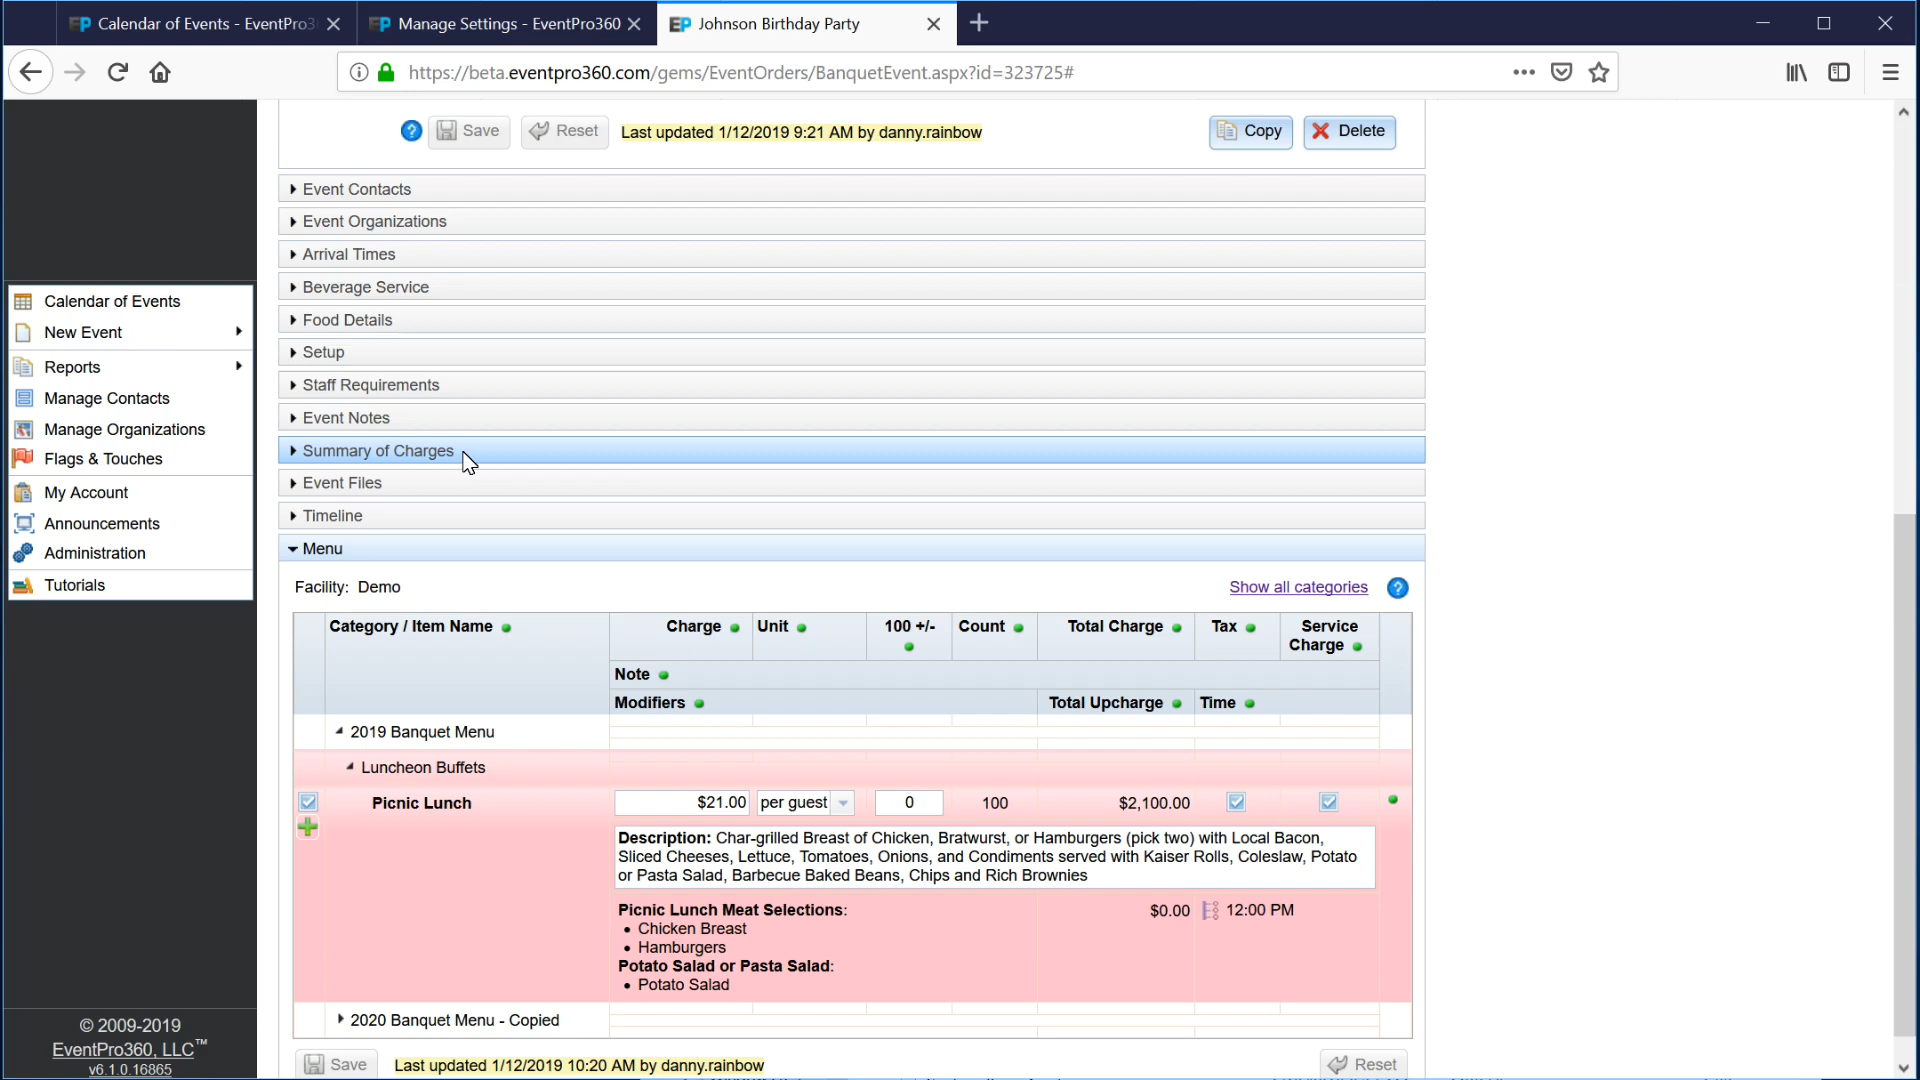 Calendar of Events - EventPro3
Manage Settings - EventPro360
Johnson Birthday Party
https://beta.eventpro360.com/gems/EventOrders/BanquetEvent.aspx?id=323725#
Save
Reset
Last updated 1/12/2019 9:21 AM by danny.rainbow
Copy
Delete
Event Contacts
Event Organizations
Arrival Times
Beverage Service
Food Details
Setup
Staff Requirements
Event Notes
Summary of Charges
Event Files
Timeline
Menu
Calendar of Events
New Event
Reports
Manage Contacts
Manage Organizations
Flags & Touches
My Account
Announcements
Administration
Tutorials
Facility: Demo
Show all categories
Category / Item Name
Charge
Unit
100 +/-
Count
Total Charge
Tax
Service
Charge
Note
Modifiers
Total Upcharge
Time
2019 Banquet Menu
Luncheon Buffets
Picnic Lunch
$21.00
per guest
0
100
$2,100.00
Description: Char-grilled Breast of Chicken, Bratwurst, or Hamburgers (pick two) with Local Bacon,
Sliced Cheeses, Lettuce, Tomatoes, Onions, and Condiments served with Kaiser Rolls, Coleslaw, Potato
or Pasta Salad, Barbecue Baked Beans, Chips and Rich Brownies
Picnic Lunch Meat Selections:
$0.00
12:00 PM
• Chicken Breast
• Hamburgers
Potato Salad or Pasta Salad:
• Potato Salad
2020 Banquet Menu - Copied
Save
Last updated 1/12/2019 10:20 AM by danny.rainbow
Reset
© 2009-2019
EventPro360, LLC™
v6.1.0.16865